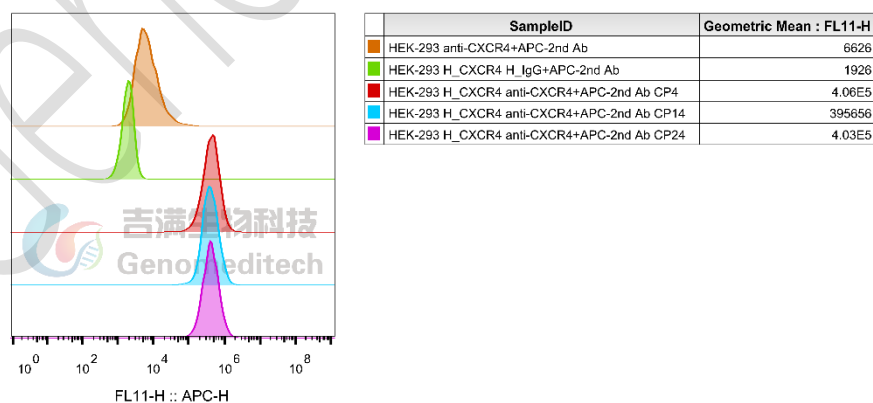 SampleID Geometric Mean : FL11-H
HEK-293 anti-CXCR4+APC-2nd Ab 6626
HEK-293 H_CXCR4 H_IgG+APC-2nd Ab 1926
HEK-293 H_CXCR4 anti-CXCR4+APC-2nd Ab CP4 4.06E5
HEK-293 H_CXCR4 anti-CXCR4+APC-2nd Ab CP14 395656
HEK-293 H_CXCR4 anti-CXCR4+APC-2nd Ab CP24 4.03E5
吉满生物科技
Genomeditech
10^0 10^2 10^4 10^6 10^8
FL11-H :: APC-H